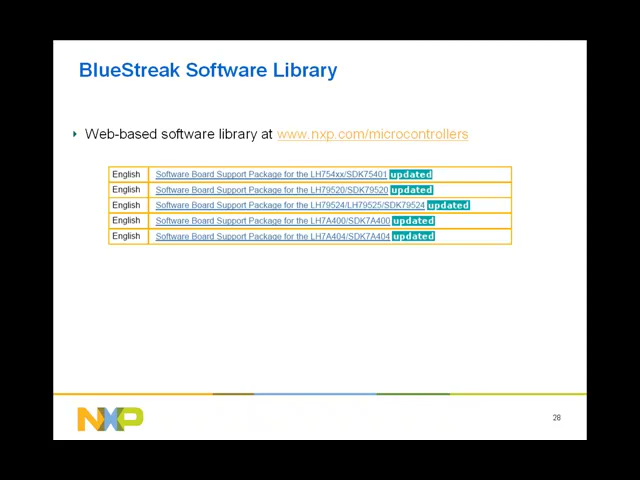 BlueStreak Software Library
Web-based software library at www.nxp.com/microcontrollers
English Software Board Support Package for the LH754xx/SDK75401 updated
English Software Board Support Package for the LH79520/SDK79520 updated
English Software Board Support Package for the LH79524/LH79525/SDK79524 updated
English Software Board Support Package for the LH7A400/SDK7A400 updated
English Software Board Support Package for the LH7A404/SDK7A404 updated
NXP
28